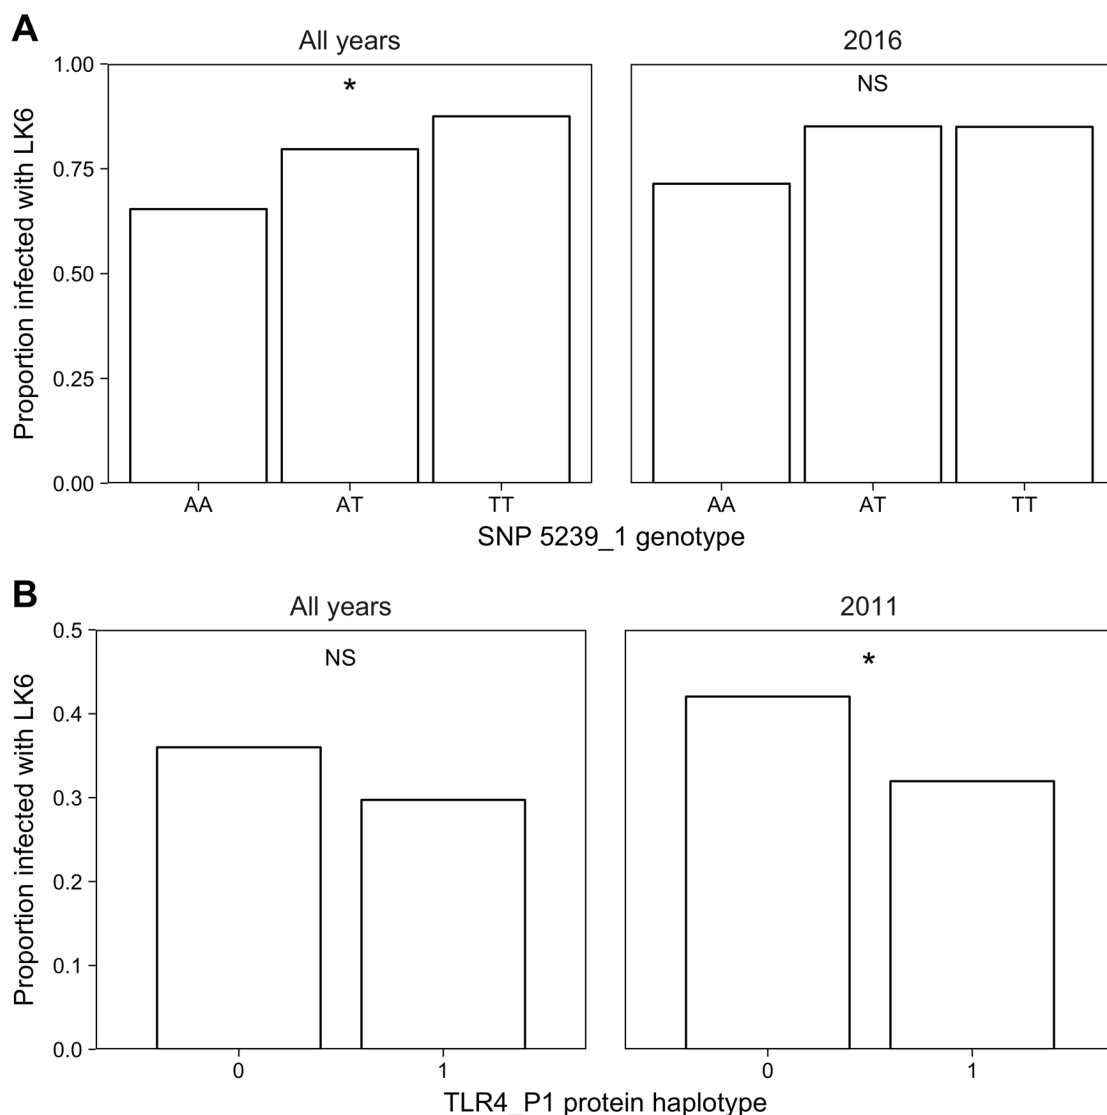 A
All years
2016
Proportion infected with LK6
1.00
0.75
0.50
0.25
0.00
*
NS
AA
AT
TT
AA
AT
TT
SNP 5239_1 genotype
B
All years
2011
Proportion infected with LK6
0.5
0.4
0.3
0.2
0.1
0.0
NS
*
0
1
0
1
TLR4_P1 protein haplotype